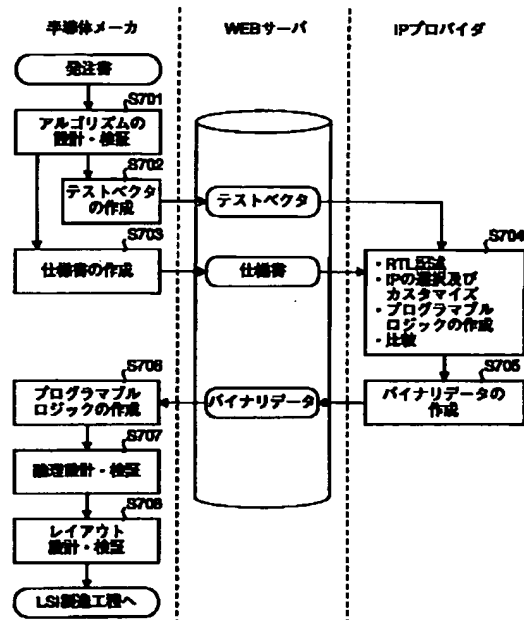 半導体メーカ
WEBサーバ
IPプロバイダ
発注書
S701
アルゴリズムの
設計・検証
S702
テストベクタ
の作成
テストベクタ
S703
仕様書の作成
仕様書
S704
・RTL記述
・IPの選択及び
カスタマイズ
・プログラマブル
ロジックの作成
・比較
S705
バイナリデータの
作成
バイナリデータ
S706
プログラマブル
ロジックの作成
S707
論理設計・検証
S708
レイアウト
設計・検証
LSI製造工程へ